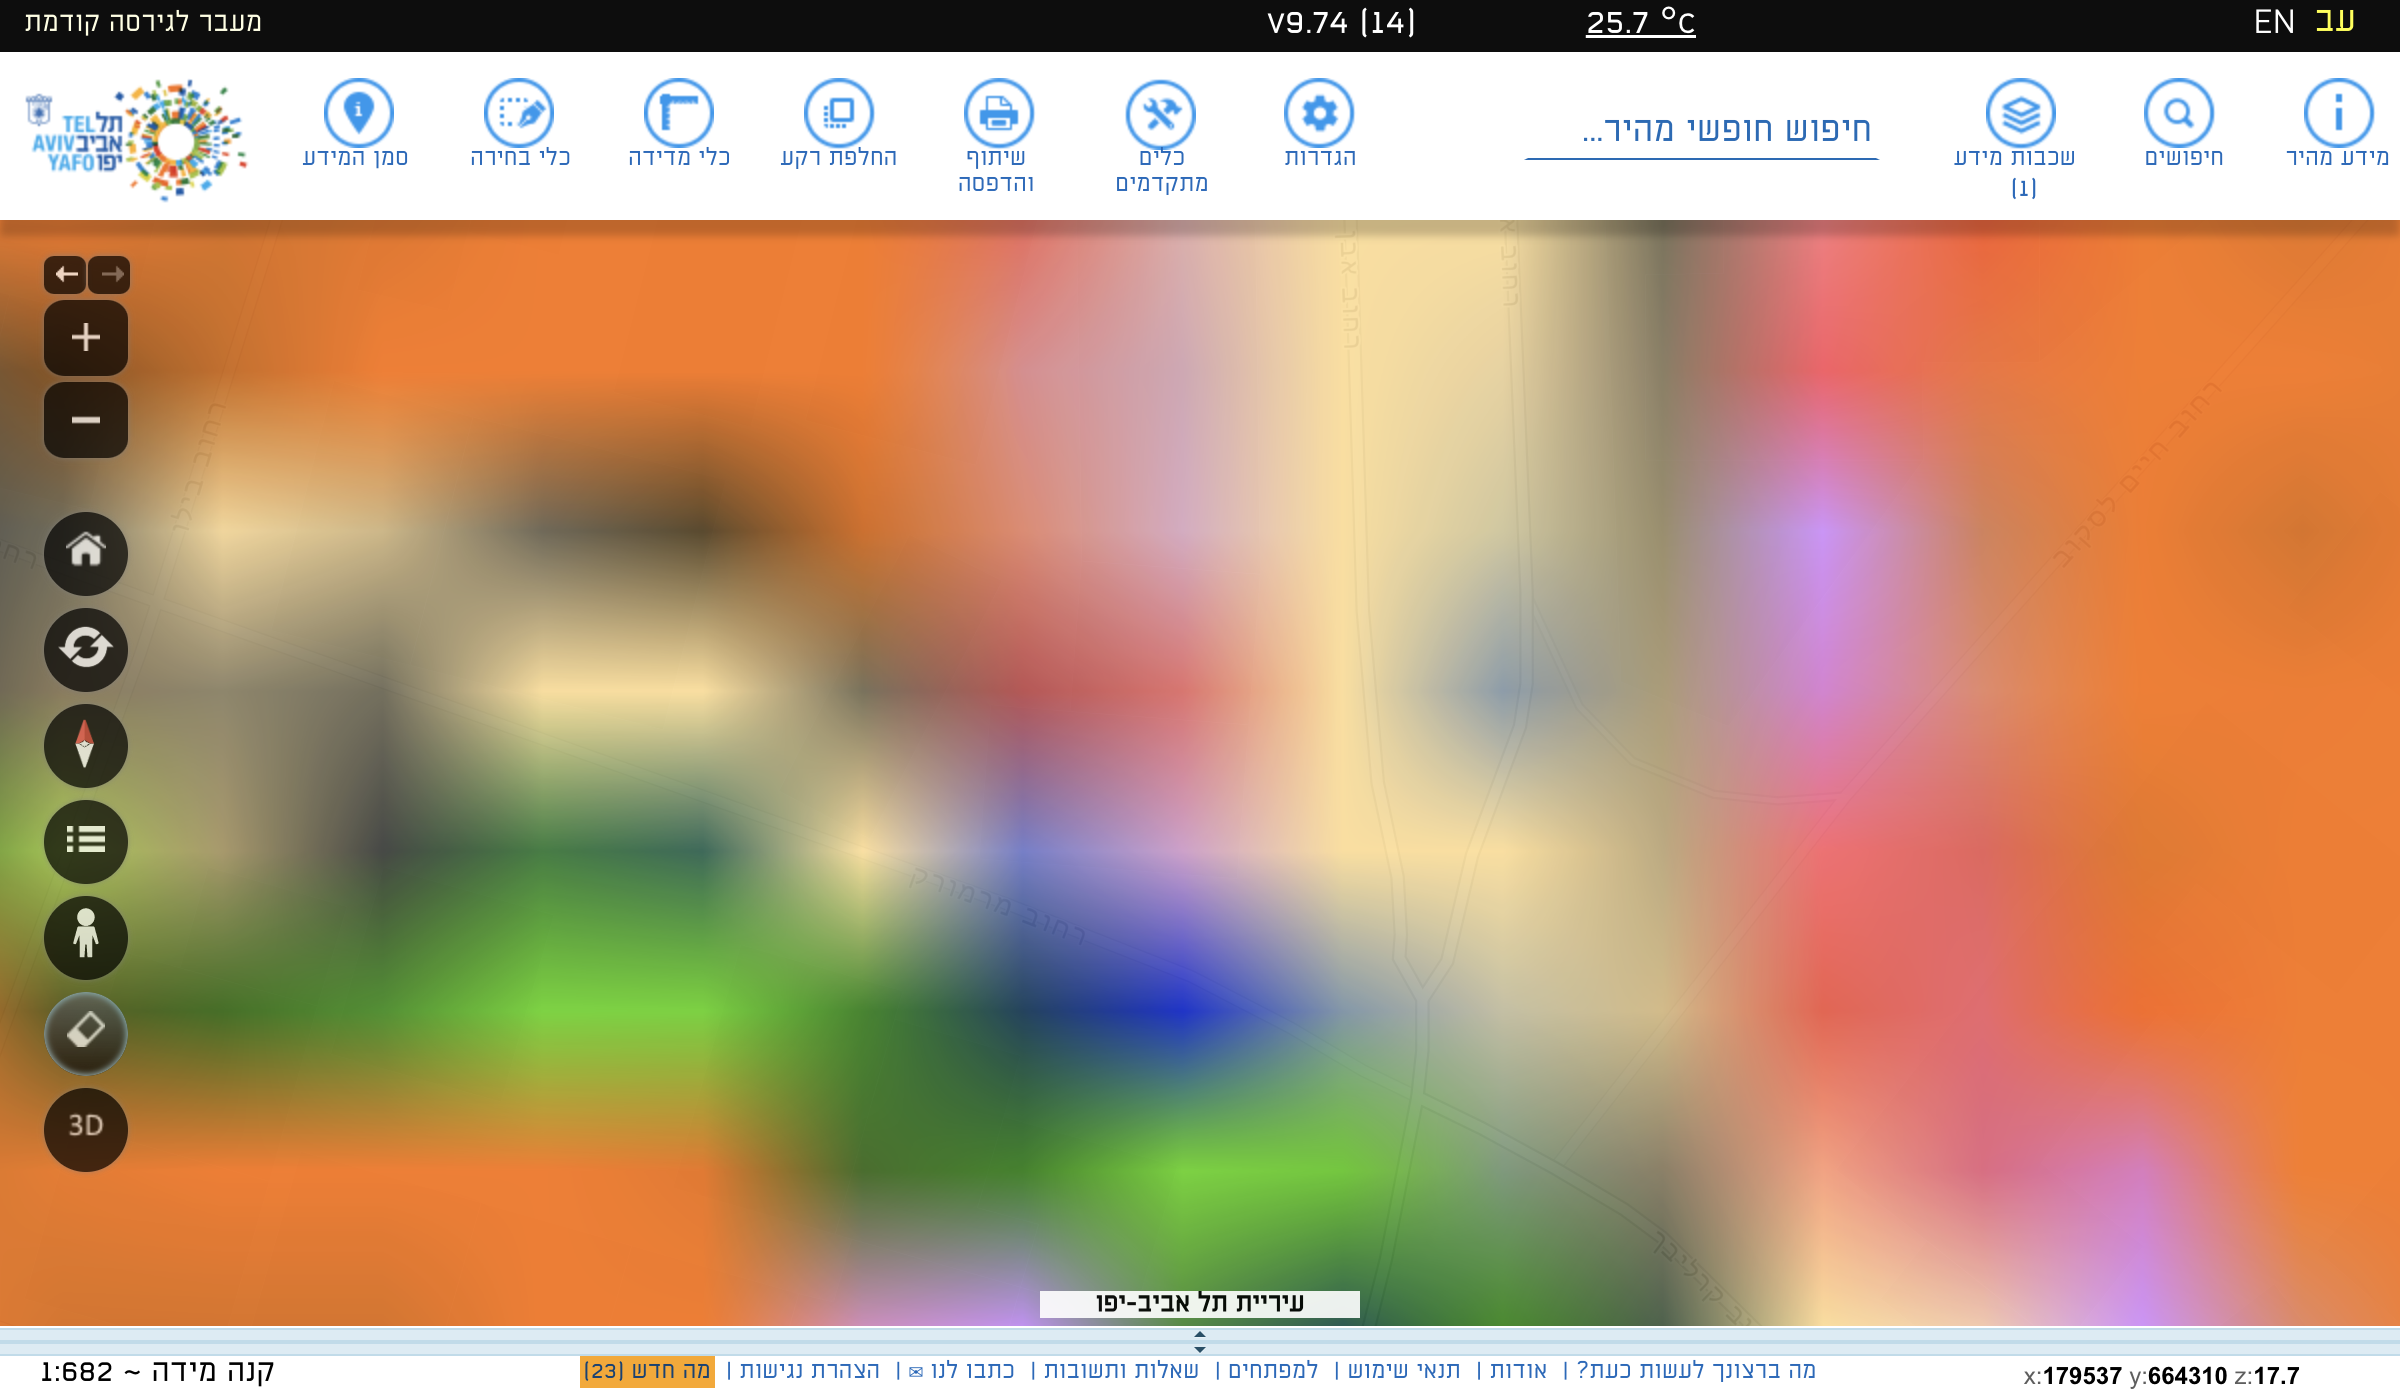 עב EN
25.7 °C
V9.74 (14)
מעבר לגירסה קודמת
מידע מהיר
חיפושים
שכבות מידע
(1)
חיפוש חופשי מהיר...
הגדרות
כלים
מתקדמים
שיתוף
והדפסה
החלפת רקע
כלי מדידה
כלי בחירה
סמן המידע
תל אביב יפו
TEL AVIV YAFO
רחוב בילו
רחוב חיים לסקוב
רחוב מרמורק
3D
עיריית תל אביב-יפו
מה ברצונך לעשות כעת? | אודות | תנאי שימוש | למפתחים | שאלות ותשובות | כתבו לנו ✉ | הצהרת נגישות | מה חדש (23)
x:179537 y:664310 z:17.7
קנה מידה ~ 1:682